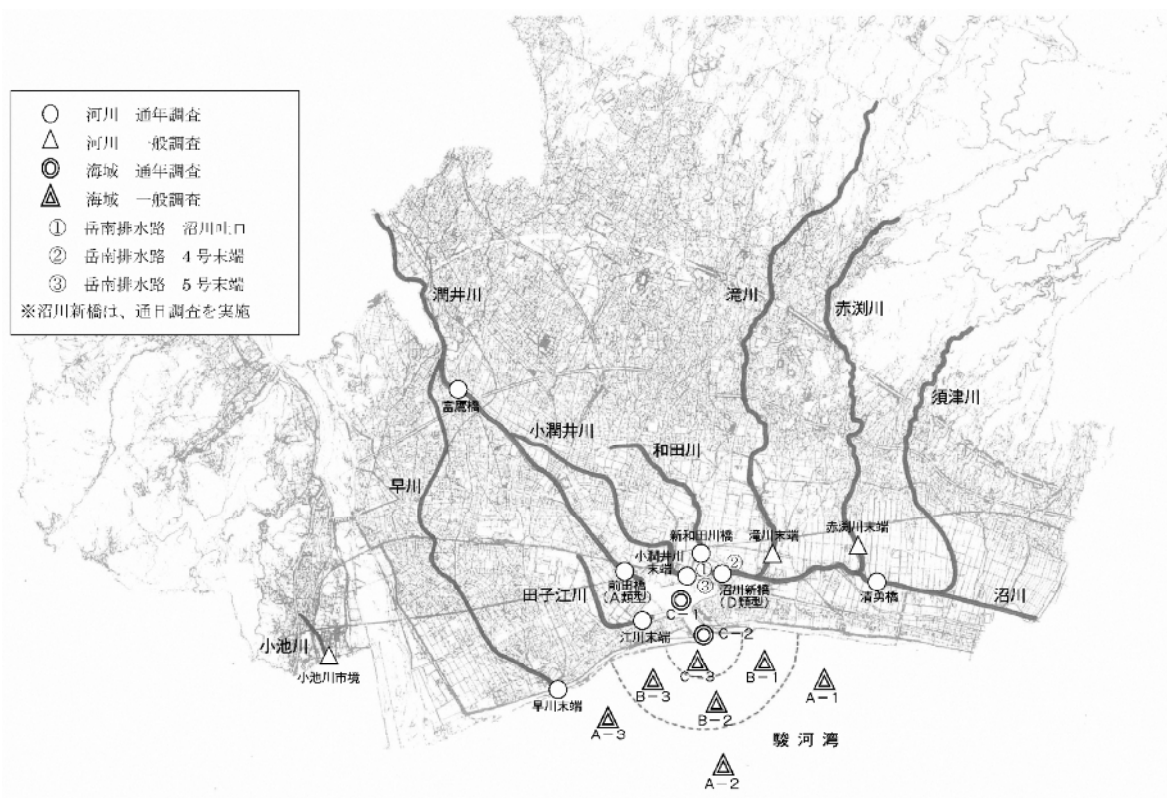 河川 通年調査
河川 一般調査
海域 通年調査
海域 一般調査
① 岳南排水路 沼川吐口
② 岳南排水路 4号末端
③ 岳南排水路 5号末端
※沼川新橋は、通日調査を実施
潤井川
滝川
赤渕川
須津川
富鷹橋
小潤井川
和田川
早川
新和田川橋
滝川末端
赤渕川末端
小潤井川
末端
①
②
③
前田橋
(A類型)
沼川新橋
(D類型)
清勇橋
沼川
田子江川
C-1
江川末端
C-2
小池川
小池川市境
C-3
B-1
B-3
A-1
早川末端
B-2
A-3
駿河湾
A-2